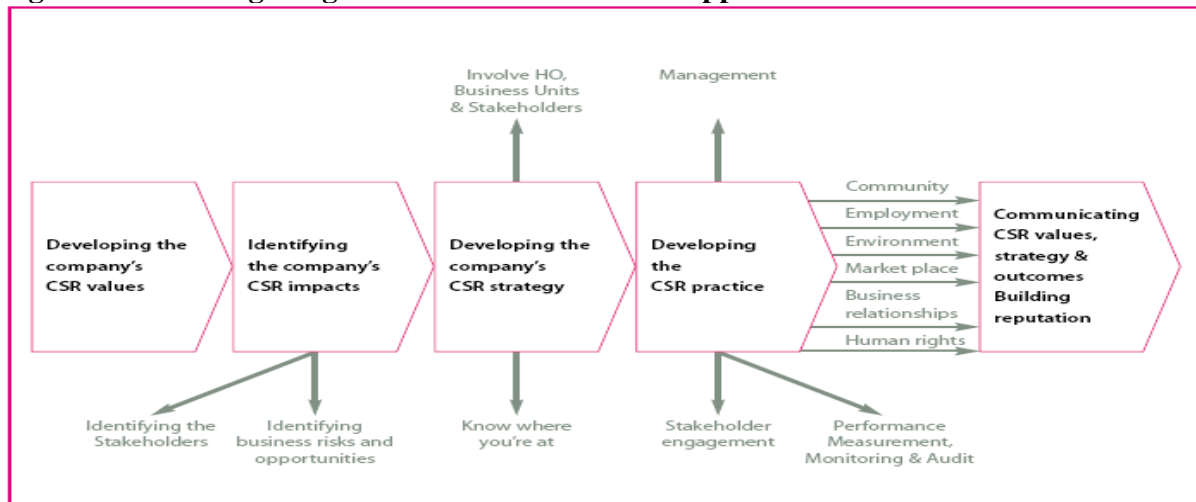 Involve HO,
Business Units
& Stakeholders
Management
Developing the
company's
CSR values
Identifying
the company's
CSR impacts
Developing the
company's
CSR strategy
Developing
the
CSR practice
Community
Employment
Environment
Market place
Business
relationships
Human rights
Communicating
CSR values,
strategy &
outcomes
Building
reputation
Identifying the
Stakeholders
Identifying
business risks and
opportunities
Know where
you're at
Stakeholder
engagement
Performance
Measurement,
Monitoring & Audit